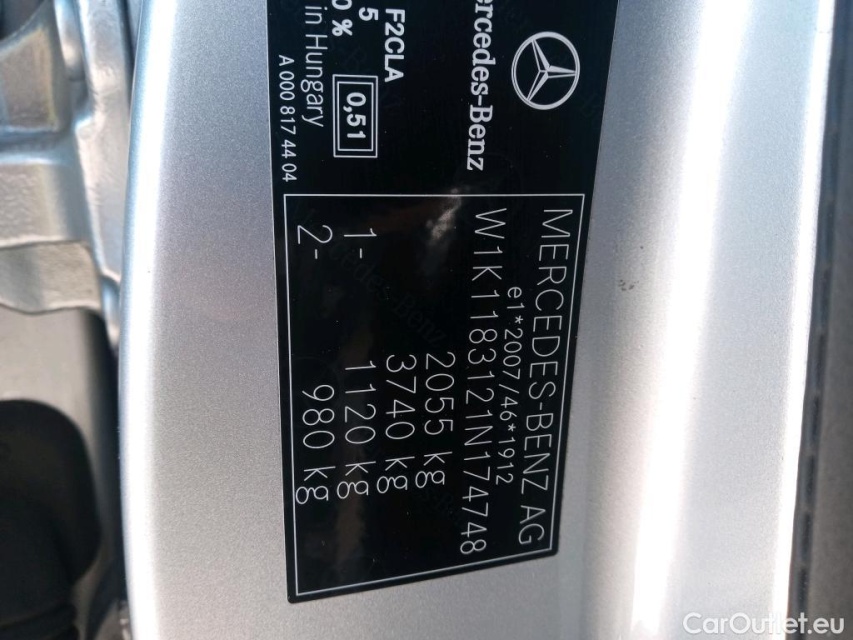 Mercedes-Benz
F2CLA
5
0,51
0 %
in Hungary
A 000 817 44 04
MERCEDES-BENZ AG
e1*2007/46*1912
W1K1183121N174748
2055 kg
3740 kg
1- 1120 kg
2- 980 kg
CarOutlet.eu